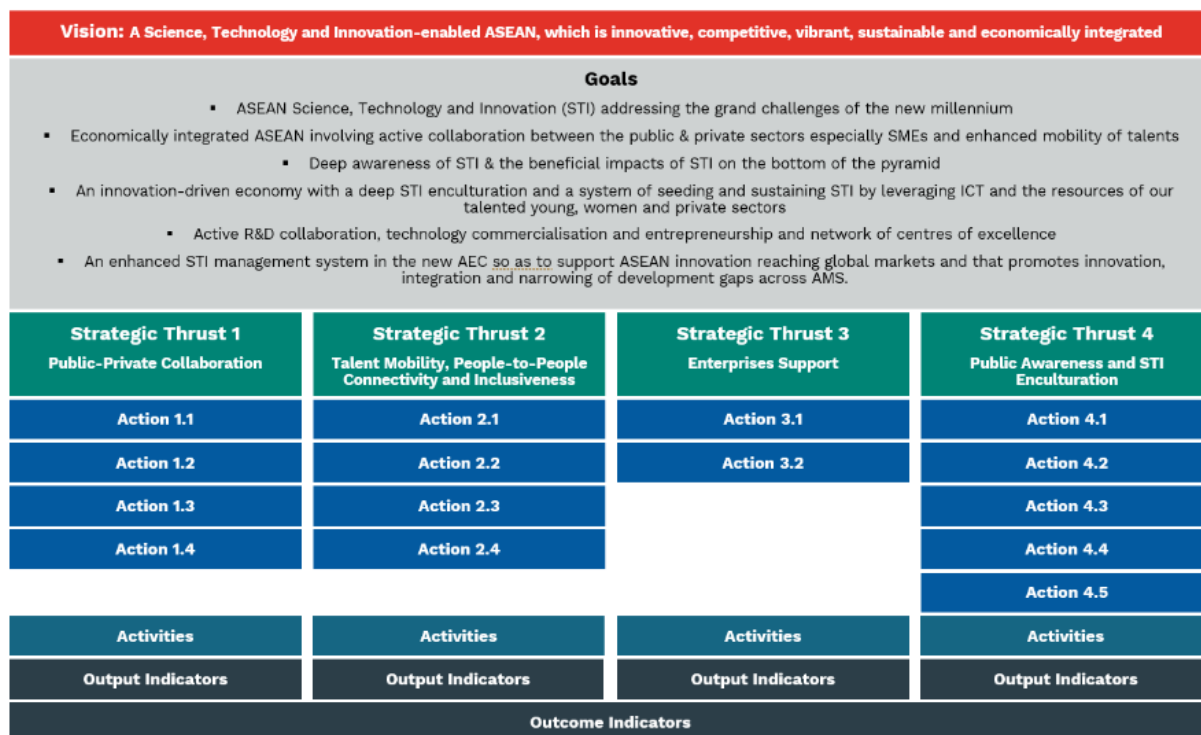 Vision: A Science, Technology and Innovation-enabled ASEAN, which is innovative, competitive, vibrant, sustainable and economically integrated
Goals
▪ ASEAN Science, Technology and Innovation (STI) addressing the grand challenges of the new millennium
▪ Economically integrated ASEAN involving active collaboration between the public & private sectors especially SMEs and enhanced mobility of talents
▪ Deep awareness of STI & the beneficial impacts of STI on the bottom of the pyramid
▪ An innovation-driven economy with a deep STI enculturation and a system of seeding and sustaining STI by leveraging ICT and the resources of our
talented young, women and private sectors
▪ Active R&D collaboration, technology commercialisation and entrepreneurship and network of centres of excellence
▪ An enhanced STI management system in the new AEC so as to support ASEAN innovation reaching global markets and that promotes innovation,
integration and narrowing of development gaps across AMS.
Strategic Thrust 1
Public-Private Collaboration
Action 1.1
Action 1.2
Action 1.3
Action 1.4
Activities
Output Indicators
Strategic Thrust 2
Talent Mobility, People-to-People
Connectivity and Inclusiveness
Action 2.1
Action 2.2
Action 2.3
Action 2.4
Activities
Output Indicators
Strategic Thrust 3
Enterprises Support
Action 3.1
Action 3.2
Activities
Output Indicators
Strategic Thrust 4
Public Awareness and STI
Enculturation
Action 4.1
Action 4.2
Action 4.3
Action 4.4
Action 4.5
Activities
Output Indicators
Outcome Indicators